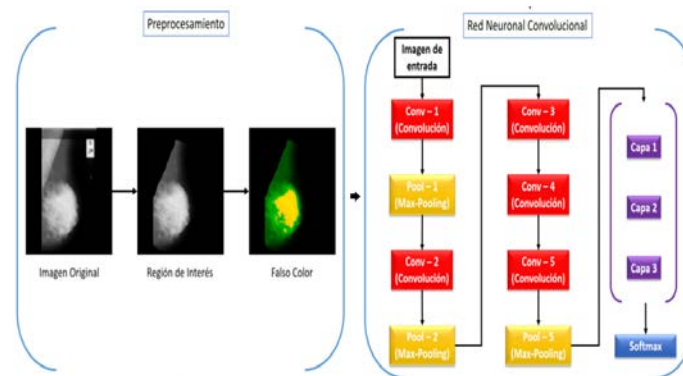 Preprocesamiento
Imagen Original
Región de Interés
Falso Color
Red Neuronal Convolucional
Imagen de
entrada
Conv – 1
(Convolución)
Pool – 1
(Max-Pooling)
Conv – 2
(Convolución)
Pool – 2
(Max-Pooling)
Conv – 3
(Convolución)
Conv – 4
(Convolución)
Conv – 5
(Convolución)
Pool – 5
(Max-Pooling)
Capa 1
Capa 2
Capa 3
Softmax